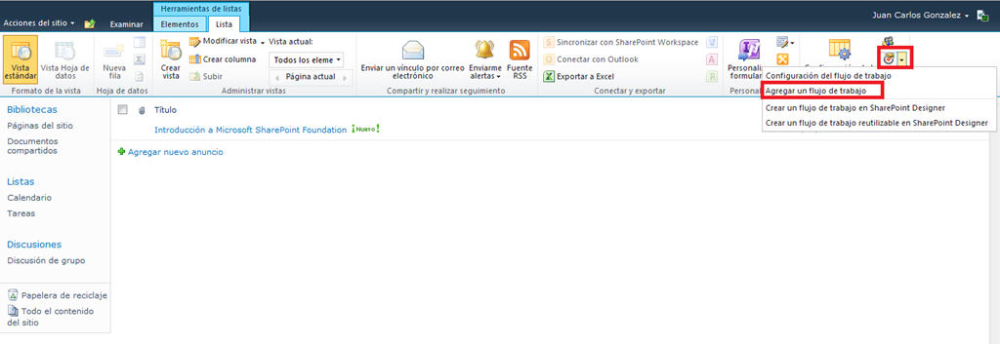 Herramientas de listas
Acciones del sitio
Examinar
Elementos
Lista
Juan Carlos Gonzalez
Vista
estándar
Vista Hoja de
datos
Formato de la vista
Nueva
fila
Hoja de datos
Crear
vista
Modificar vista
Crear columna
Subir
Vista actual:
Todos los eleme
Página actual
Administrar vistas
Enviar un vínculo por correo
electrónico
Enviarme
alertas
Fuente
RSS
Compartir y realizar seguimiento
Sincronizar con SharePoint Workspace
Conectar con Outlook
Exportar a Excel
Conectar y exportar
Personaliz
formular
Personaliz
Configuración del flujo de trabajo
Agregar un flujo de trabajo
Crear un flujo de trabajo en SharePoint Designer
Crear un flujo de trabajo reutilizable en SharePoint Designer
Bibliotecas
Páginas del sitio
Documentos
compartidos
Listas
Calendario
Tareas
Discusiones
Discusión de grupo
Papelera de reciclaje
Todo el contenido
del sitio
Título
Introducción a Microsoft SharePoint Foundation ¡Nuevo!
Agregar nuevo anuncio